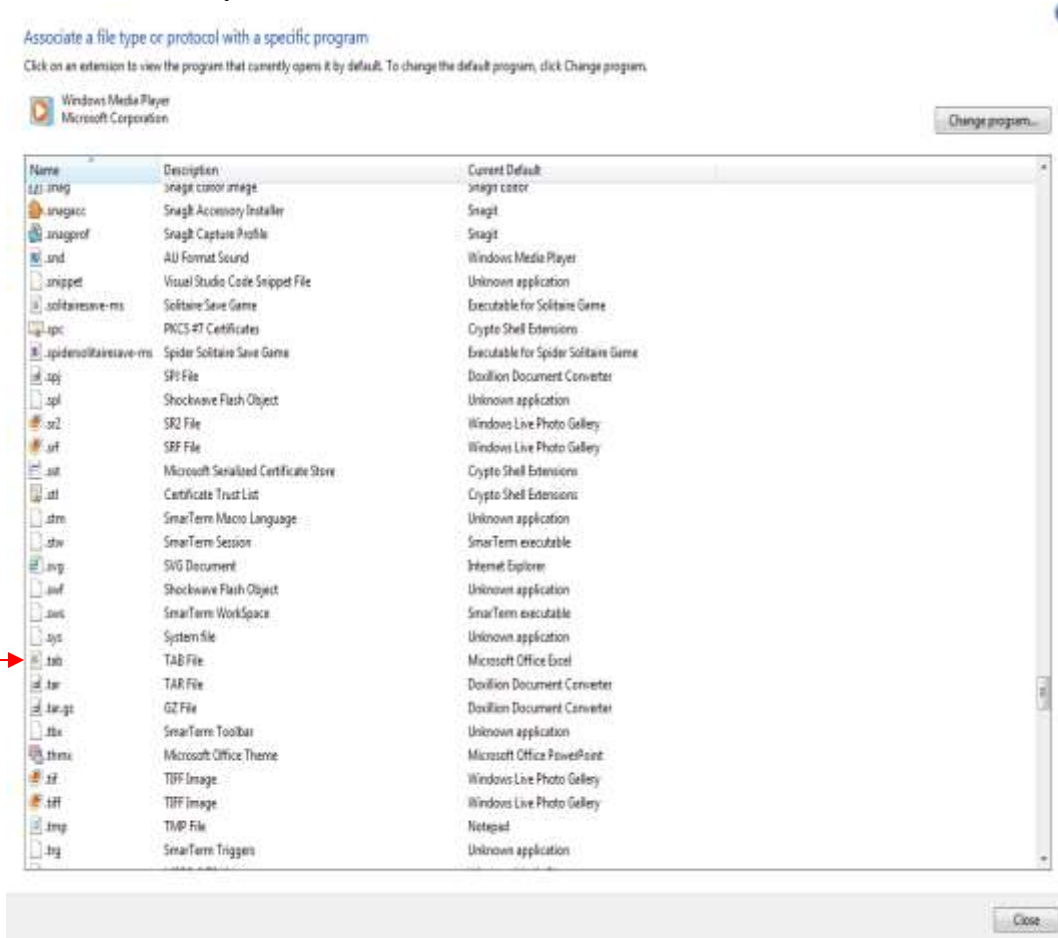 Associate a file type or protocol with a specific program
Click on an extension to view the program that currently opens it by default. To change the default program, click Change program.
Windows Media Player
Microsoft Corporation
Change program...
Name Description Current Default
.snag SnagIt Editor Image SnagIt Editor
.snagacc SnagIt Accessory Installer Snagit
.snagprof SnagIt Capture Profile Snagit
.snd AU Format Sound Windows Media Player
.snippet Visual Studio Code Snippet File Unknown application
.solitairesave-ms Solitaire Save Game Executable for Solitaire Game
.spc PKCS #7 Certificates Crypto Shell Extensions
.spidersolitairesave-ms Spider Solitaire Save Game Executable for Spider Solitaire Game
.spj SPJ File Doxillion Document Converter
.spl Shockwave Flash Object Unknown application
.sr2 SR2 File Windows Live Photo Gallery
.srf SRF File Windows Live Photo Gallery
.sst Microsoft Serialized Certificate Store Crypto Shell Extensions
.stl Certificate Trust List Crypto Shell Extensions
.stm SmarTerm Macro Language Unknown application
.stw SmarTerm Session SmarTerm executable
.svg SVG Document Internet Explorer
.swf Shockwave Flash Object Unknown application
.sws SmarTerm WorkSpace SmarTerm executable
.sys System file Unknown application
.tab TAB File Microsoft Office Excel
.tar TAR File Doxillion Document Converter
.tar.gz GZ File Doxillion Document Converter
.tbx SmarTerm Toolbar Unknown application
.thmx Microsoft Office Theme Microsoft Office PowerPoint
.tif TIFF Image Windows Live Photo Gallery
.tiff TIFF Image Windows Live Photo Gallery
.tmp TMP File Notepad
.trg SmarTerm Triggers Unknown application
Close